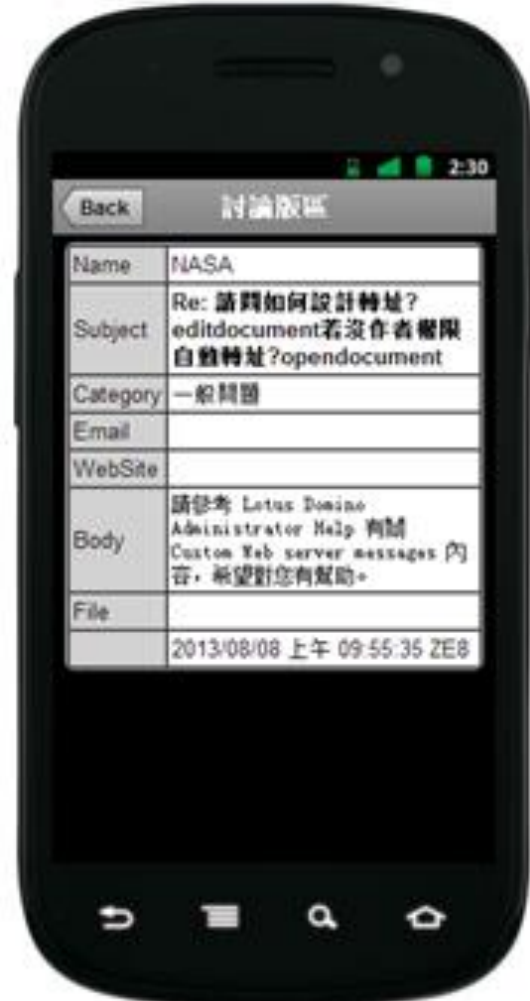 2:30
Back
討論版區
Name NASA
Subject Re: 請問如何設計轉址?
editdocument若沒作者權限
自動轉址?opendocument
Category 一般問題
Email
WebSite
Body 請參考 Lotus Domino
Administrator Help 有關
Custom Web server messages 內
容，希望對您有幫助。
File
2013/08/08 上午 09:55:35 ZE8